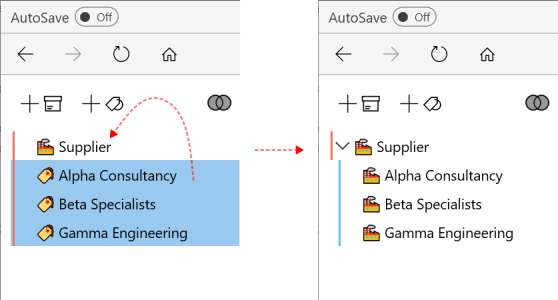 AutoSave Off
Supplier
Alpha Consultancy
Beta Specialists
Gamma Engineering
AutoSave Off
Supplier
Alpha Consultancy
Beta Specialists
Gamma Engineering